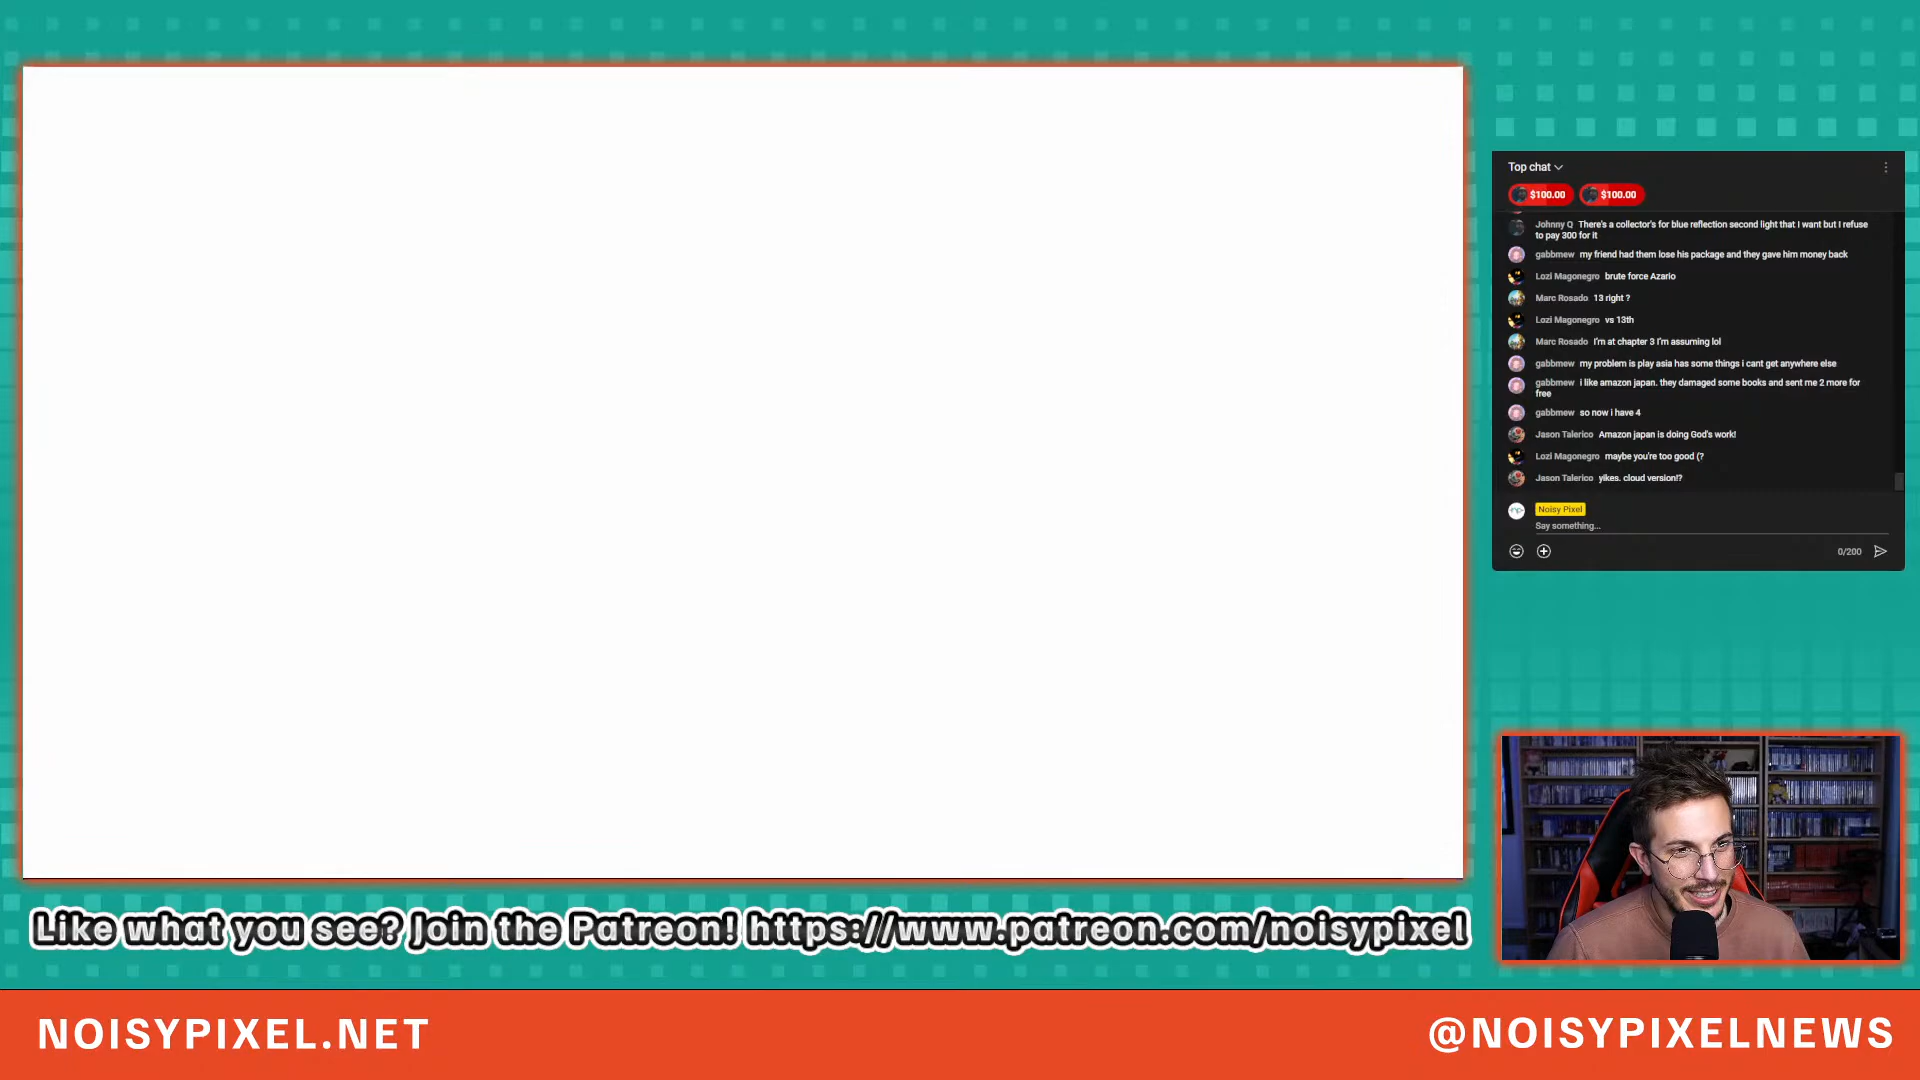 Top chat
$100.00 $100.00
Johnny Q There's a collector's for blue reflection second light that I want but I refuse
to pay 300 for it
gabbmew my friend had them lose his package and they gave him money back
Lozi Magonegro brute force Azario
Marc Rosado 13 right ?
Lozi Magonegro vs 13th
Marc Rosado I'm at chapter 3 I'm assuming lol
gabbmew my problem is play asia has some things i cant get anywhere else
gabbmew i like amazon japan. they damaged some books and sent me 2 more for
free
gabbmew so now i have 4
Jason Talerico Amazon japan is doing God's work!
Lozi Magonegro maybe you're too good (?
Jason Talerico yikes. cloud version!?
Noisy Pixel
Say something...
0/200
Like what you see? Join the Patreon! https://www.patreon.com/noisypixel
NOISYPIXEL.NET
@NOISYPIXELNEWS